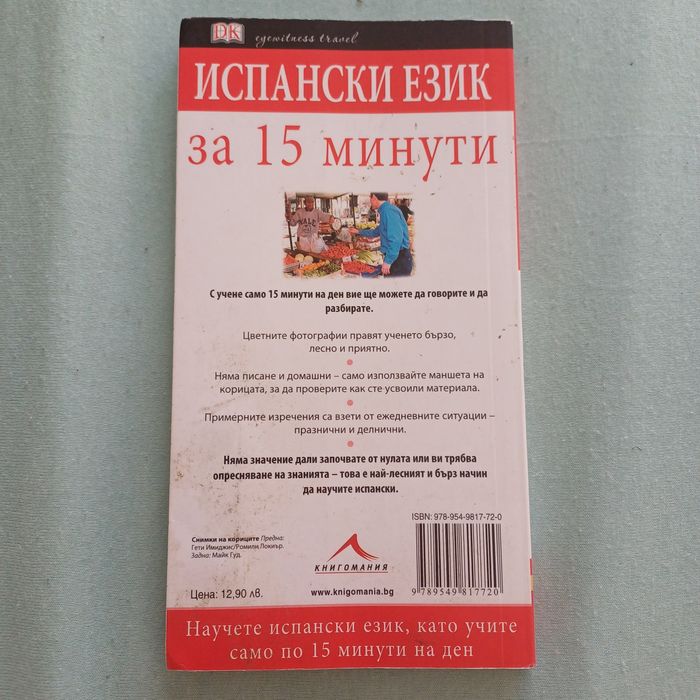 DK eyewitness travel
ИСПАНСКИ ЕЗИК
за 15 минути
С учене само 15 минути на ден вие ще можете да говорите и да
разбирате.
Цветните фотографии правят ученето бързо,
лесно и приятно.
Няма писане и домашни – само използвайте маншета на
корицата, за да проверите как сте усвоили материала.
Примерните изречения са взети от ежедневните ситуации –
празнични и делнични.
Няма значение дали започвате от нулата или ви трябва
опресняване на знанията – това е най-лесният и бърз начин
да научите испански.
ISBN: 978-954-9817-72-0
Снимки на кориците Предна:
Гети Имиджис/Ромили Локиър.
Задна: Майк Гуд.
КНИГОМАНИЯ
Цена: 12,90 лв.
www.knigomania.bg
9 789549 817720
Научете испански език, като учите
само по 15 минути на ден